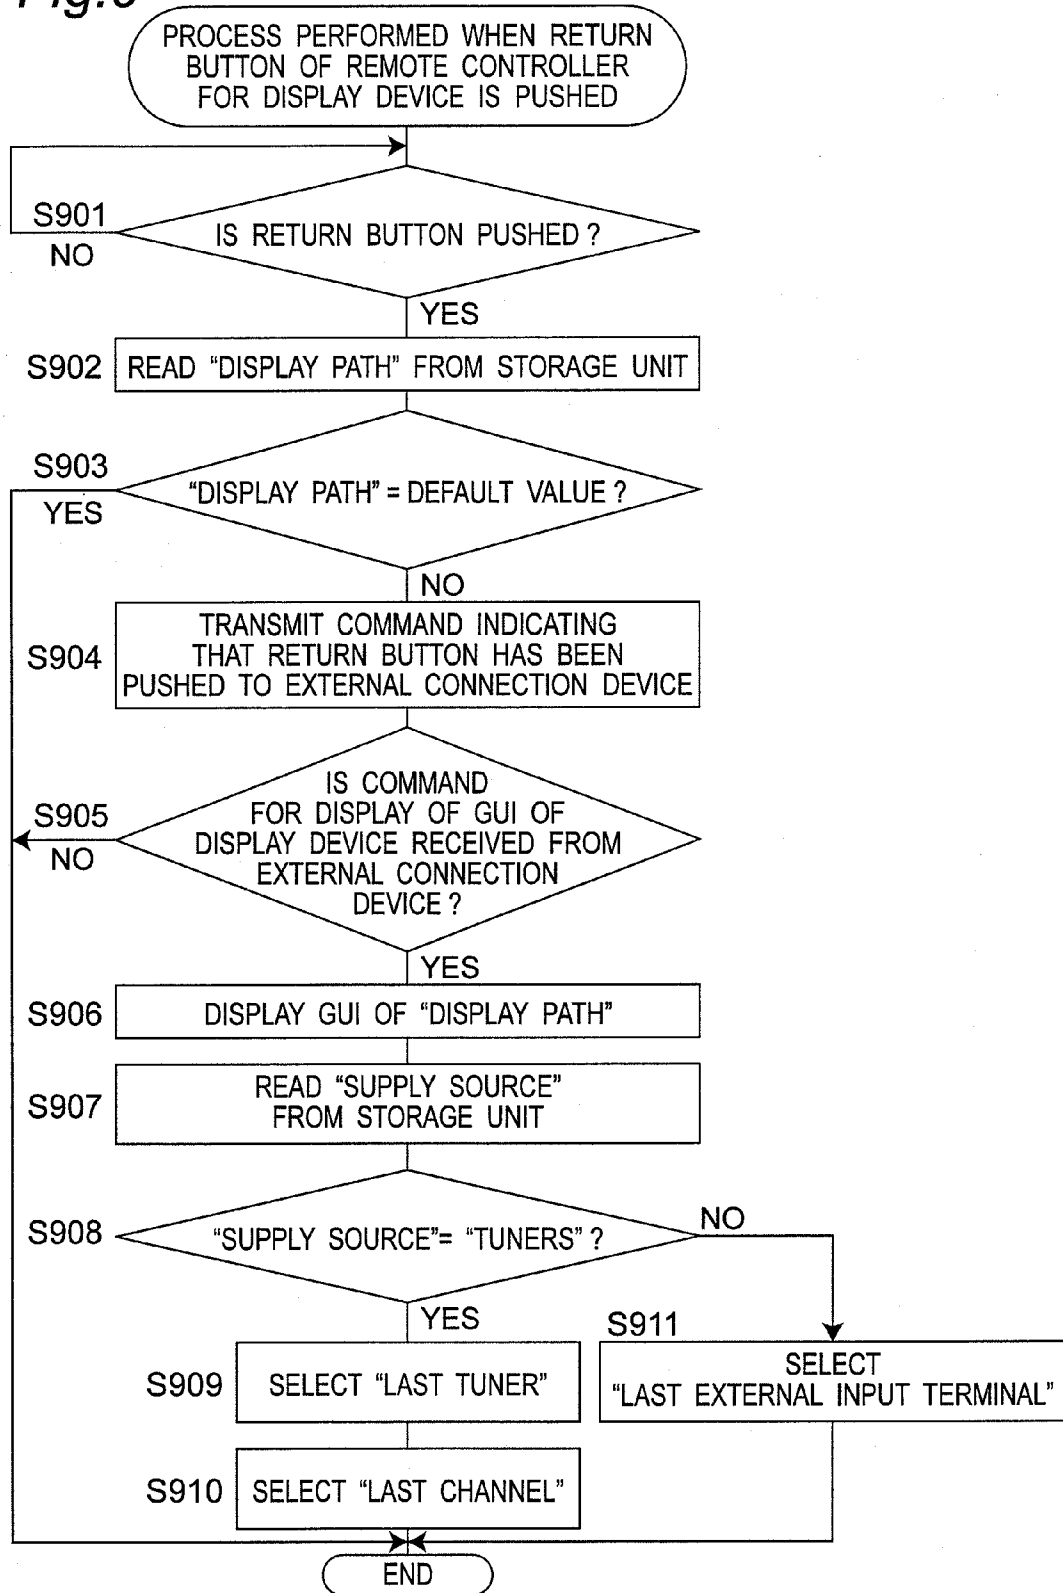 PROCESS PERFORMED WHEN RETURN
BUTTON OF REMOTE CONTROLLER
FOR DISPLAY DEVICE IS PUSHED
S901
NO
IS RETURN BUTTON PUSHED ?
YES
S902
READ “DISPLAY PATH” FROM STORAGE UNIT
S903
YES
“DISPLAY PATH” = DEFAULT VALUE ?
NO
S904
TRANSMIT COMMAND INDICATING
THAT RETURN BUTTON HAS BEEN
PUSHED TO EXTERNAL CONNECTION DEVICE
S905
NO
IS COMMAND
FOR DISPLAY OF GUI OF
DISPLAY DEVICE RECEIVED FROM
EXTERNAL CONNECTION
DEVICE ?
YES
S906
DISPLAY GUI OF “DISPLAY PATH”
S907
READ “SUPPLY SOURCE”
FROM STORAGE UNIT
S908
“SUPPLY SOURCE”= “TUNERS” ?
NO
YES
S909
SELECT “LAST TUNER”
S911
SELECT
“LAST EXTERNAL INPUT TERMINAL”
S910
SELECT “LAST CHANNEL”
END